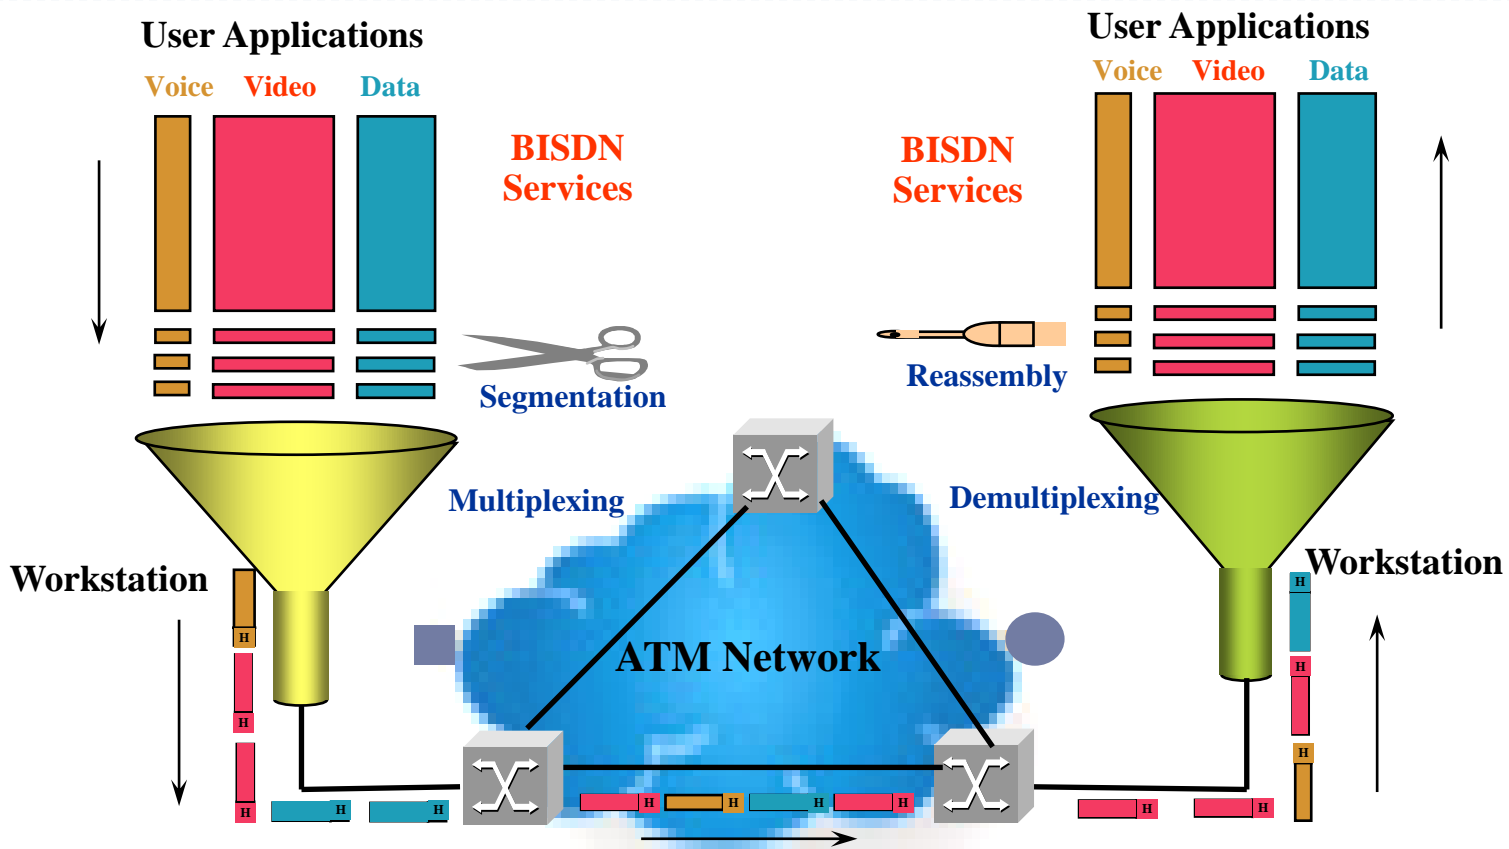 User Applications
User Applications
Voice Video Data
Voice Video Data
BISDN
Services
BISDN
Services
Segmentation
Reassembly
Multiplexing
Demultiplexing
Workstation
Workstation
ATM Network
H
H
H
H
H
H
H
H
H
H
H
H
H
H